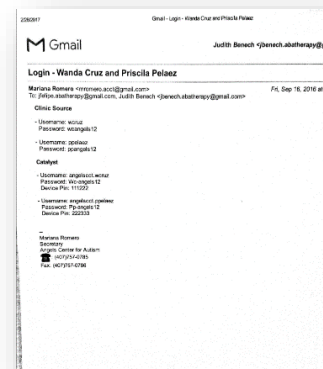 2/28/2017
Gmail - Login - Wanda Cruz and Priscila Pelaez
M Gmail
Judith Benech <jbenech.abatherapy@g
Login - Wanda Cruz and Priscila Pelaez
Mariana Romero <mromero.accl@gmail.com>
Fri, Sep 16, 2016 at
To: jfelipe.abatherapy@gmail.com, Judith Benech <jbenech.abatherapy@gmail.com>
Clinic Source
- Username: wcruz
Password: wcangels12
- Username: ppelaez
Password: ppangels12
Catalyst
- Username: angelscct.wcruz
Password: Wc-angels12
Device Pin: 111222
- Username: angelscct.ppelaez
Password: Pp-angels12
Device Pin: 222333
--
Mariana Romero
Secretary
Angels Center for Autism
(407)757-0785
Fax: (407)757-0786